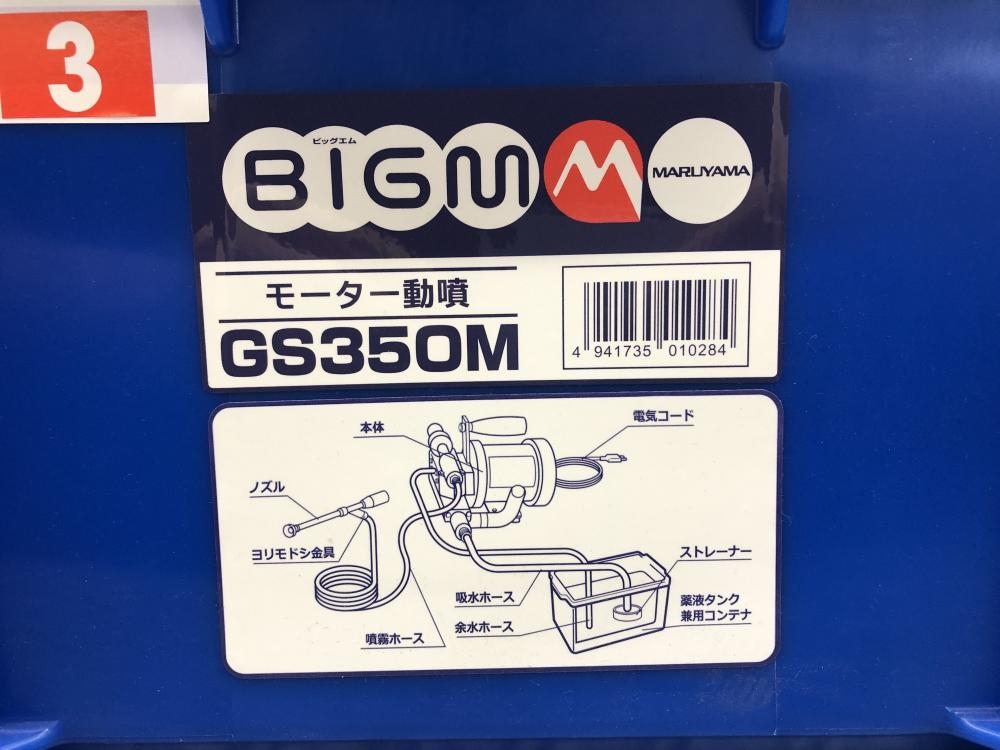 3
ビッグエム
BIGM
MARUYAMA
モーター動噴
GS350M
4 941735 010284
本体
電気コード
ノズル
ヨリモドシ金具
ストレーナー
吸水ホース
薬液タンク
兼用コンテナ
余水ホース
噴霧ホース